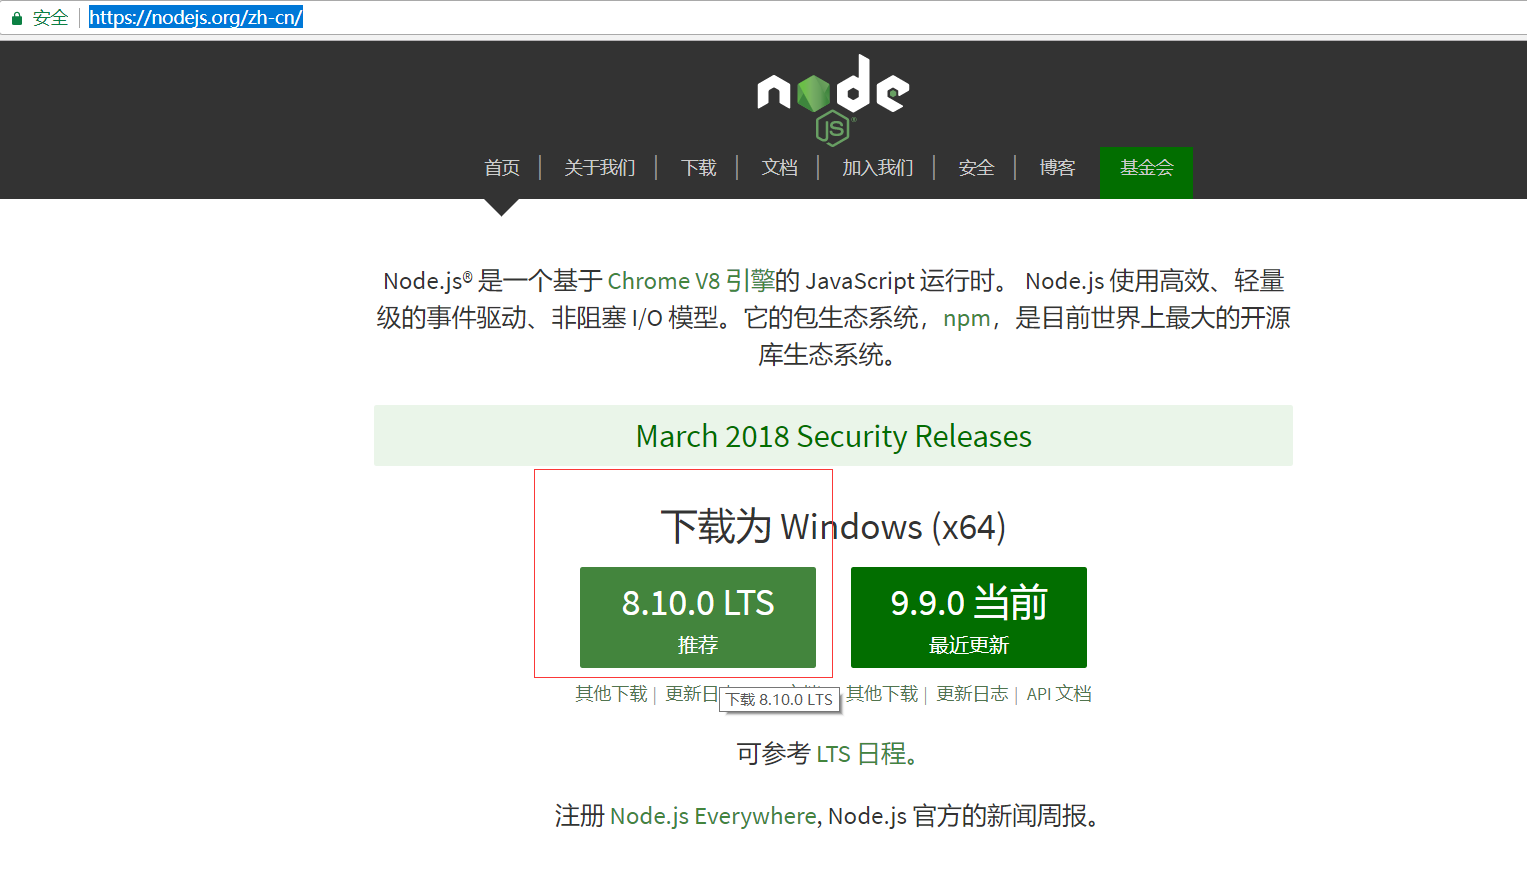 安全 | https://nodejs.org/zh-cn/
node
JS®
首页 | 关于我们 | 下载 | 文档 | 加入我们 | 安全 | 博客 基金会
Node.js® 是一个基于 Chrome V8 引擎的 JavaScript 运行时。 Node.js 使用高效、轻量
级的事件驱动、非阻塞 I/O 模型。它的包生态系统，npm，是目前世界上最大的开源
库生态系统。
March 2018 Security Releases
下载为 Windows (x64)
8.10.0 LTS
推荐
9.9.0 当前
最近更新
其他下载 | 更新日
其他下载 | 更新日志 | API 文档
下载 8.10.0 LTS
可参考 LTS 日程。
注册 Node.js Everywhere, Node.js 官方的新闻周报。